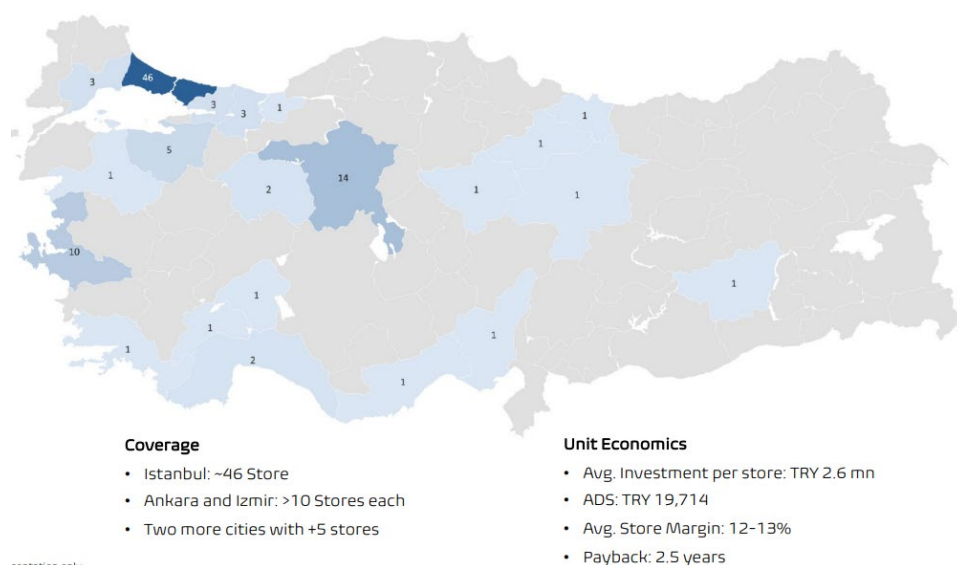 46
3
3
3
1
5
1
2
14
1
1
1
1
10
1
1
1
1
2
1
1
1
Coverage
• Istanbul: ~46 Store
• Ankara and Izmir: >10 Stores each
• Two more cities with +5 stores
Unit Economics
• Avg. Investment per store: TRY 2.6 mn
• ADS: TRY 19,714
• Avg. Store Margin: 12-13%
• Payback: 2.5 years